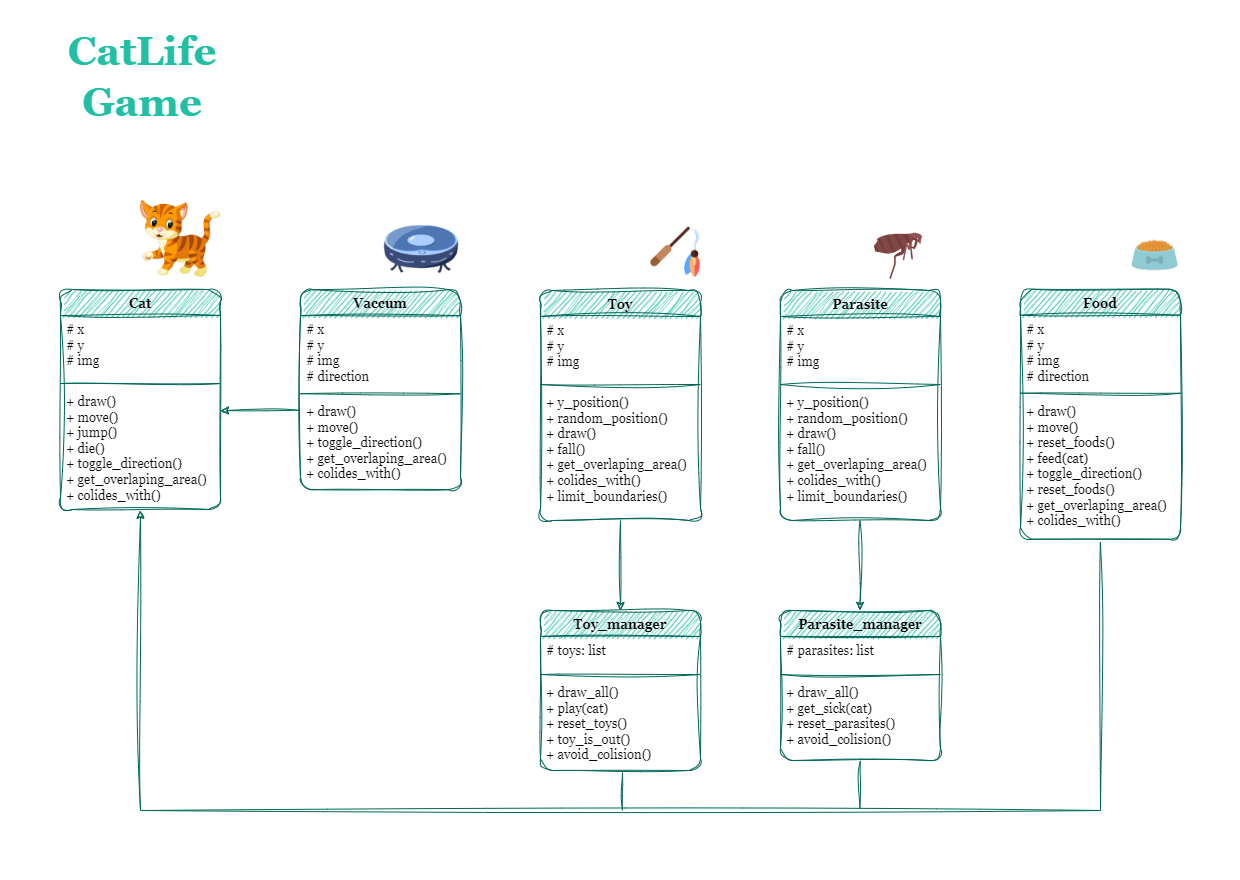 CatLife
Game
Cat
# x
# y
# img
+ draw()
+ move()
+ jump()
+ die()
+ toggle_direction()
+ get_overlaping_area()
+ colides_with()
Vaccum
# x
# y
# img
# direction
+ draw()
+ move()
+ toggle_direction()
+ get_overlaping_area()
+ colides_with()
Toy
# x
# y
# img
+ y_position()
+ random_position()
+ draw()
+ fall()
+ get_overlaping_area()
+ colides_with()
+ limit_boundaries()
Parasite
# x
# y
# img
+ y_position()
+ random_position()
+ draw()
+ fall()
+ get_overlaping_area()
+ colides_with()
+ limit_boundaries()
Food
# x
# y
# img
# direction
+ draw()
+ move()
+ reset_foods()
+ feed(cat)
+ toggle_direction()
+ reset_foods()
+ get_overlaping_area()
+ colides_with()
Toy_manager
# toys: list
+ draw_all()
+ play(cat)
+ reset_toys()
+ toy_is_out()
+ avoid_colision()
Parasite_manager
# parasites: list
+ draw_all()
+ get_sick(cat)
+ reset_parasites()
+ avoid_colision()